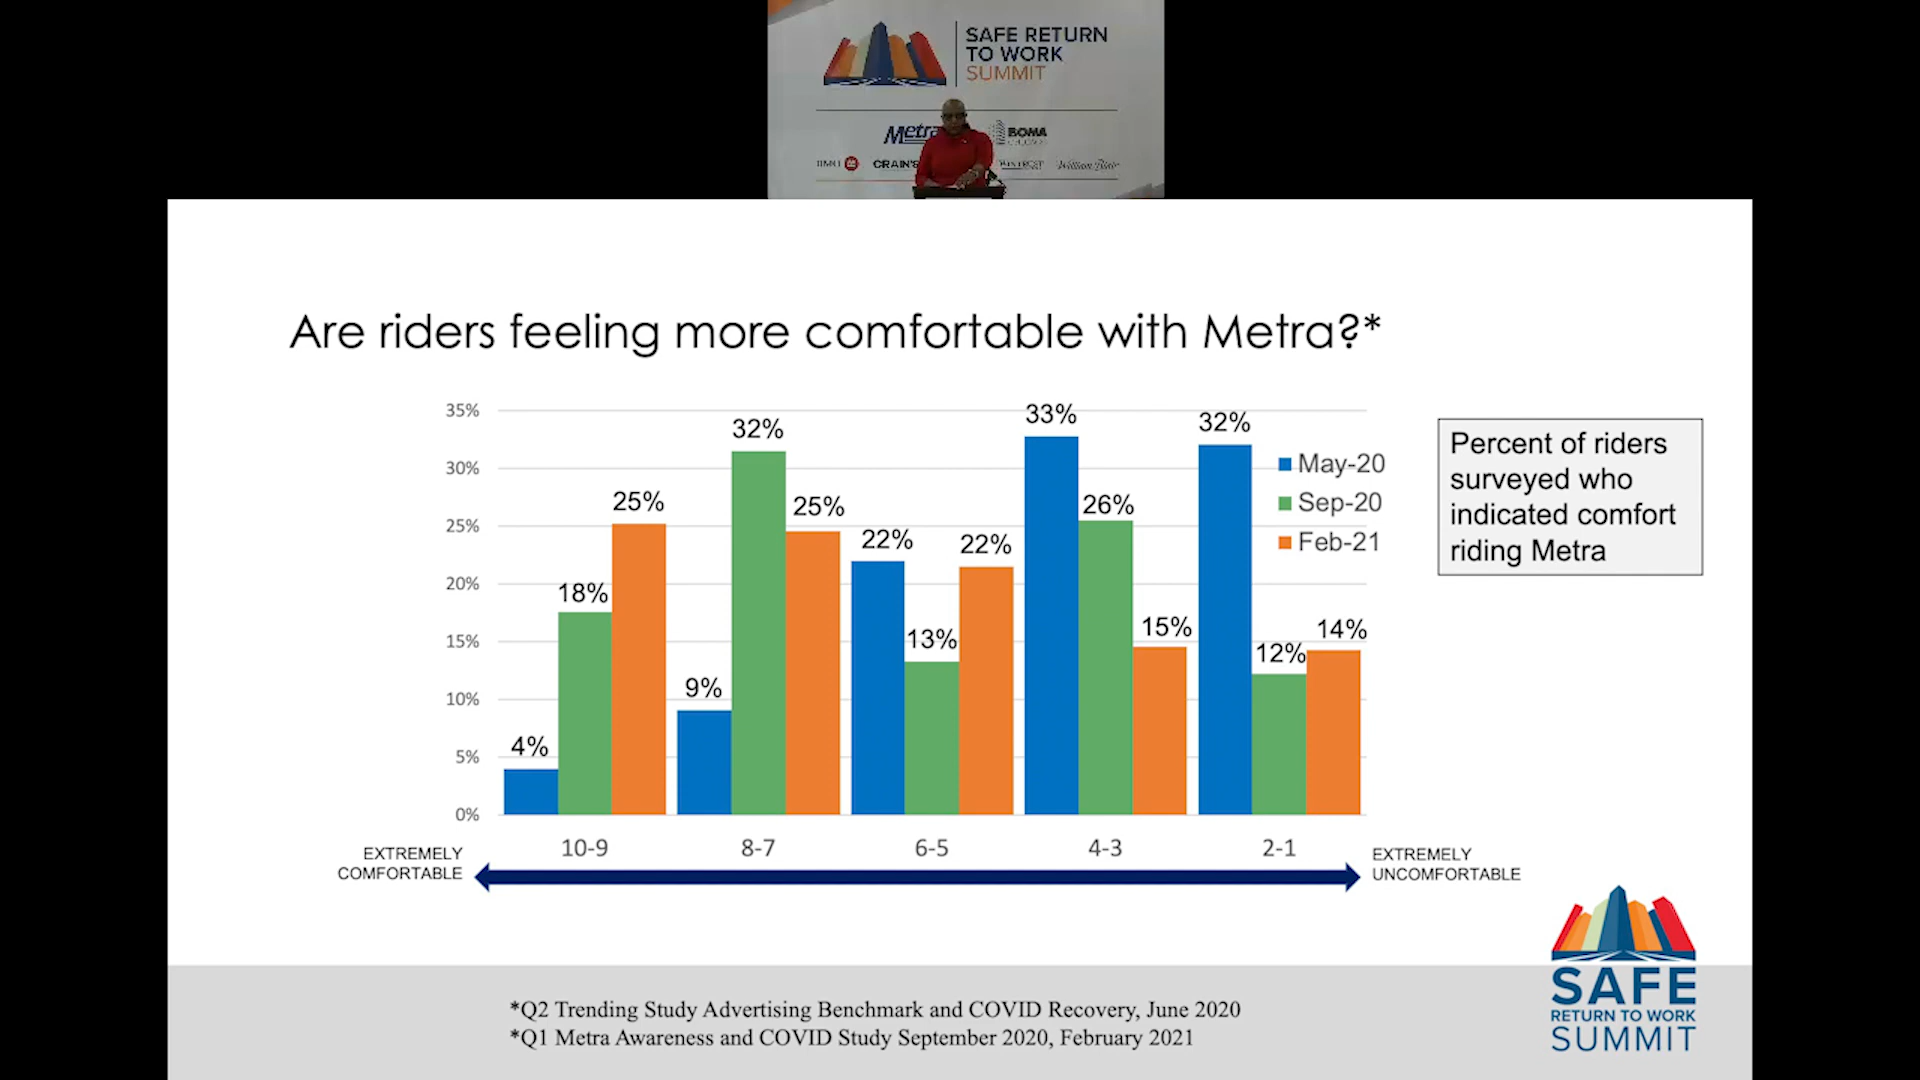 SAFE RETURN
TO WORK
SUMMIT
Metra
BOMA
CRAIN'S
William Blair
Are riders feeling more comfortable with Metra?*
35%
30%
25%
20%
15%
10%
5%
0%
4%
18%
25%
9%
32%
25%
22%
13%
22%
33%
26%
15%
32%
12%
14%
May-20
Sep-20
Feb-21
Percent of riders
surveyed who
indicated comfort
riding Metra
10-9
8-7
6-5
4-3
2-1
EXTREMELY
COMFORTABLE
EXTREMELY
UNCOMFORTABLE
*Q2 Trending Study Advertising Benchmark and COVID Recovery, June 2020
*Q1 Metra Awareness and COVID Study September 2020, February 2021
SAFE
RETURN TO WORK
SUMMIT